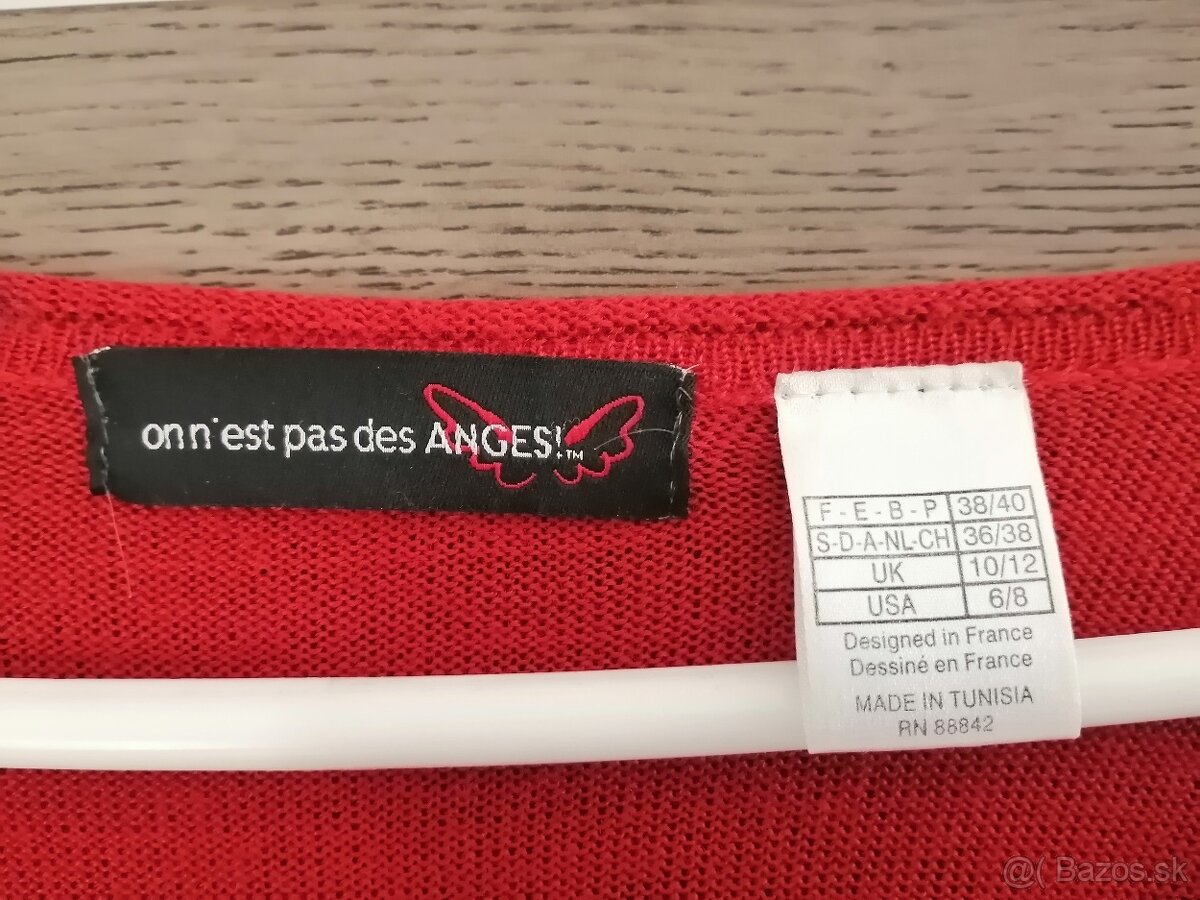 on n'est pas des ANGES! TM
F - E - B - P 38/40
S-D-A-NL-CH 36/38
UK 10/12
USA 6/8
Designed in France
Dessiné en France
MADE IN TUNISIA
RN 88842
@( Bazos.sk